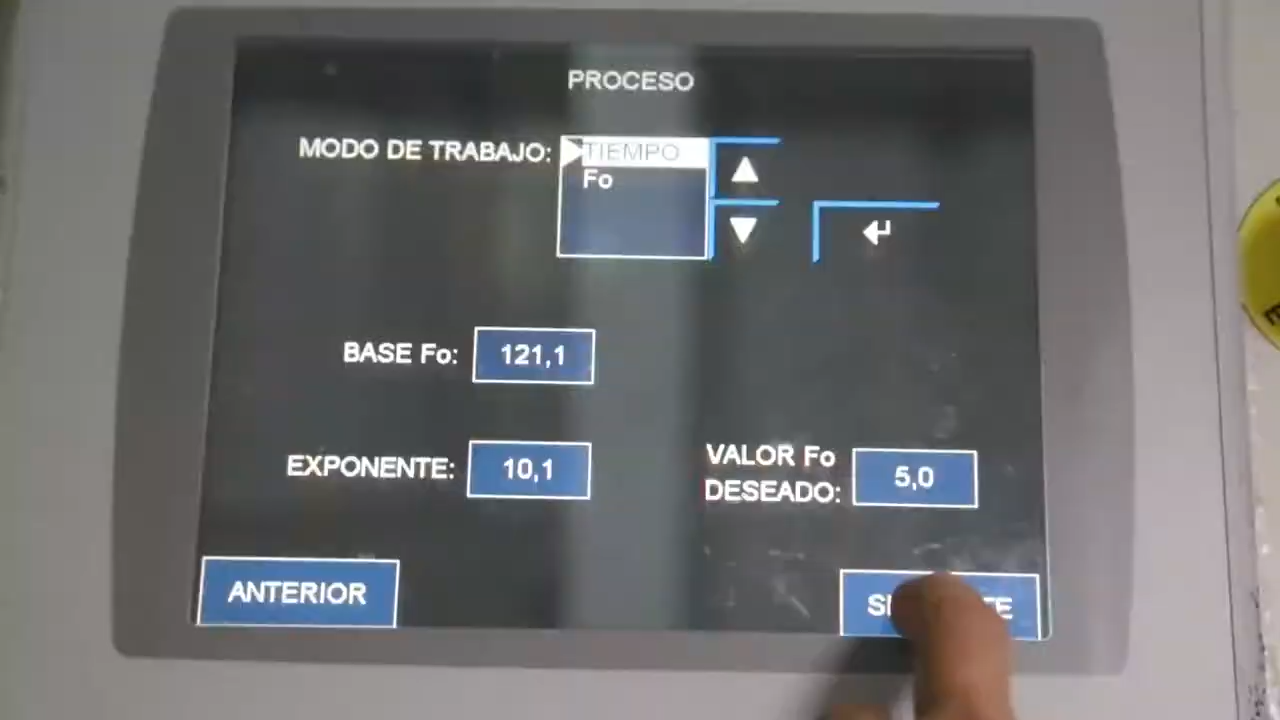 PROCESO
MODO DE TRABAJO:
TIEMPO
Fo
BASE Fo: 121,1
EXPONENTE: 10,1
VALOR Fo
DESEADO: 5,0
ANTERIOR